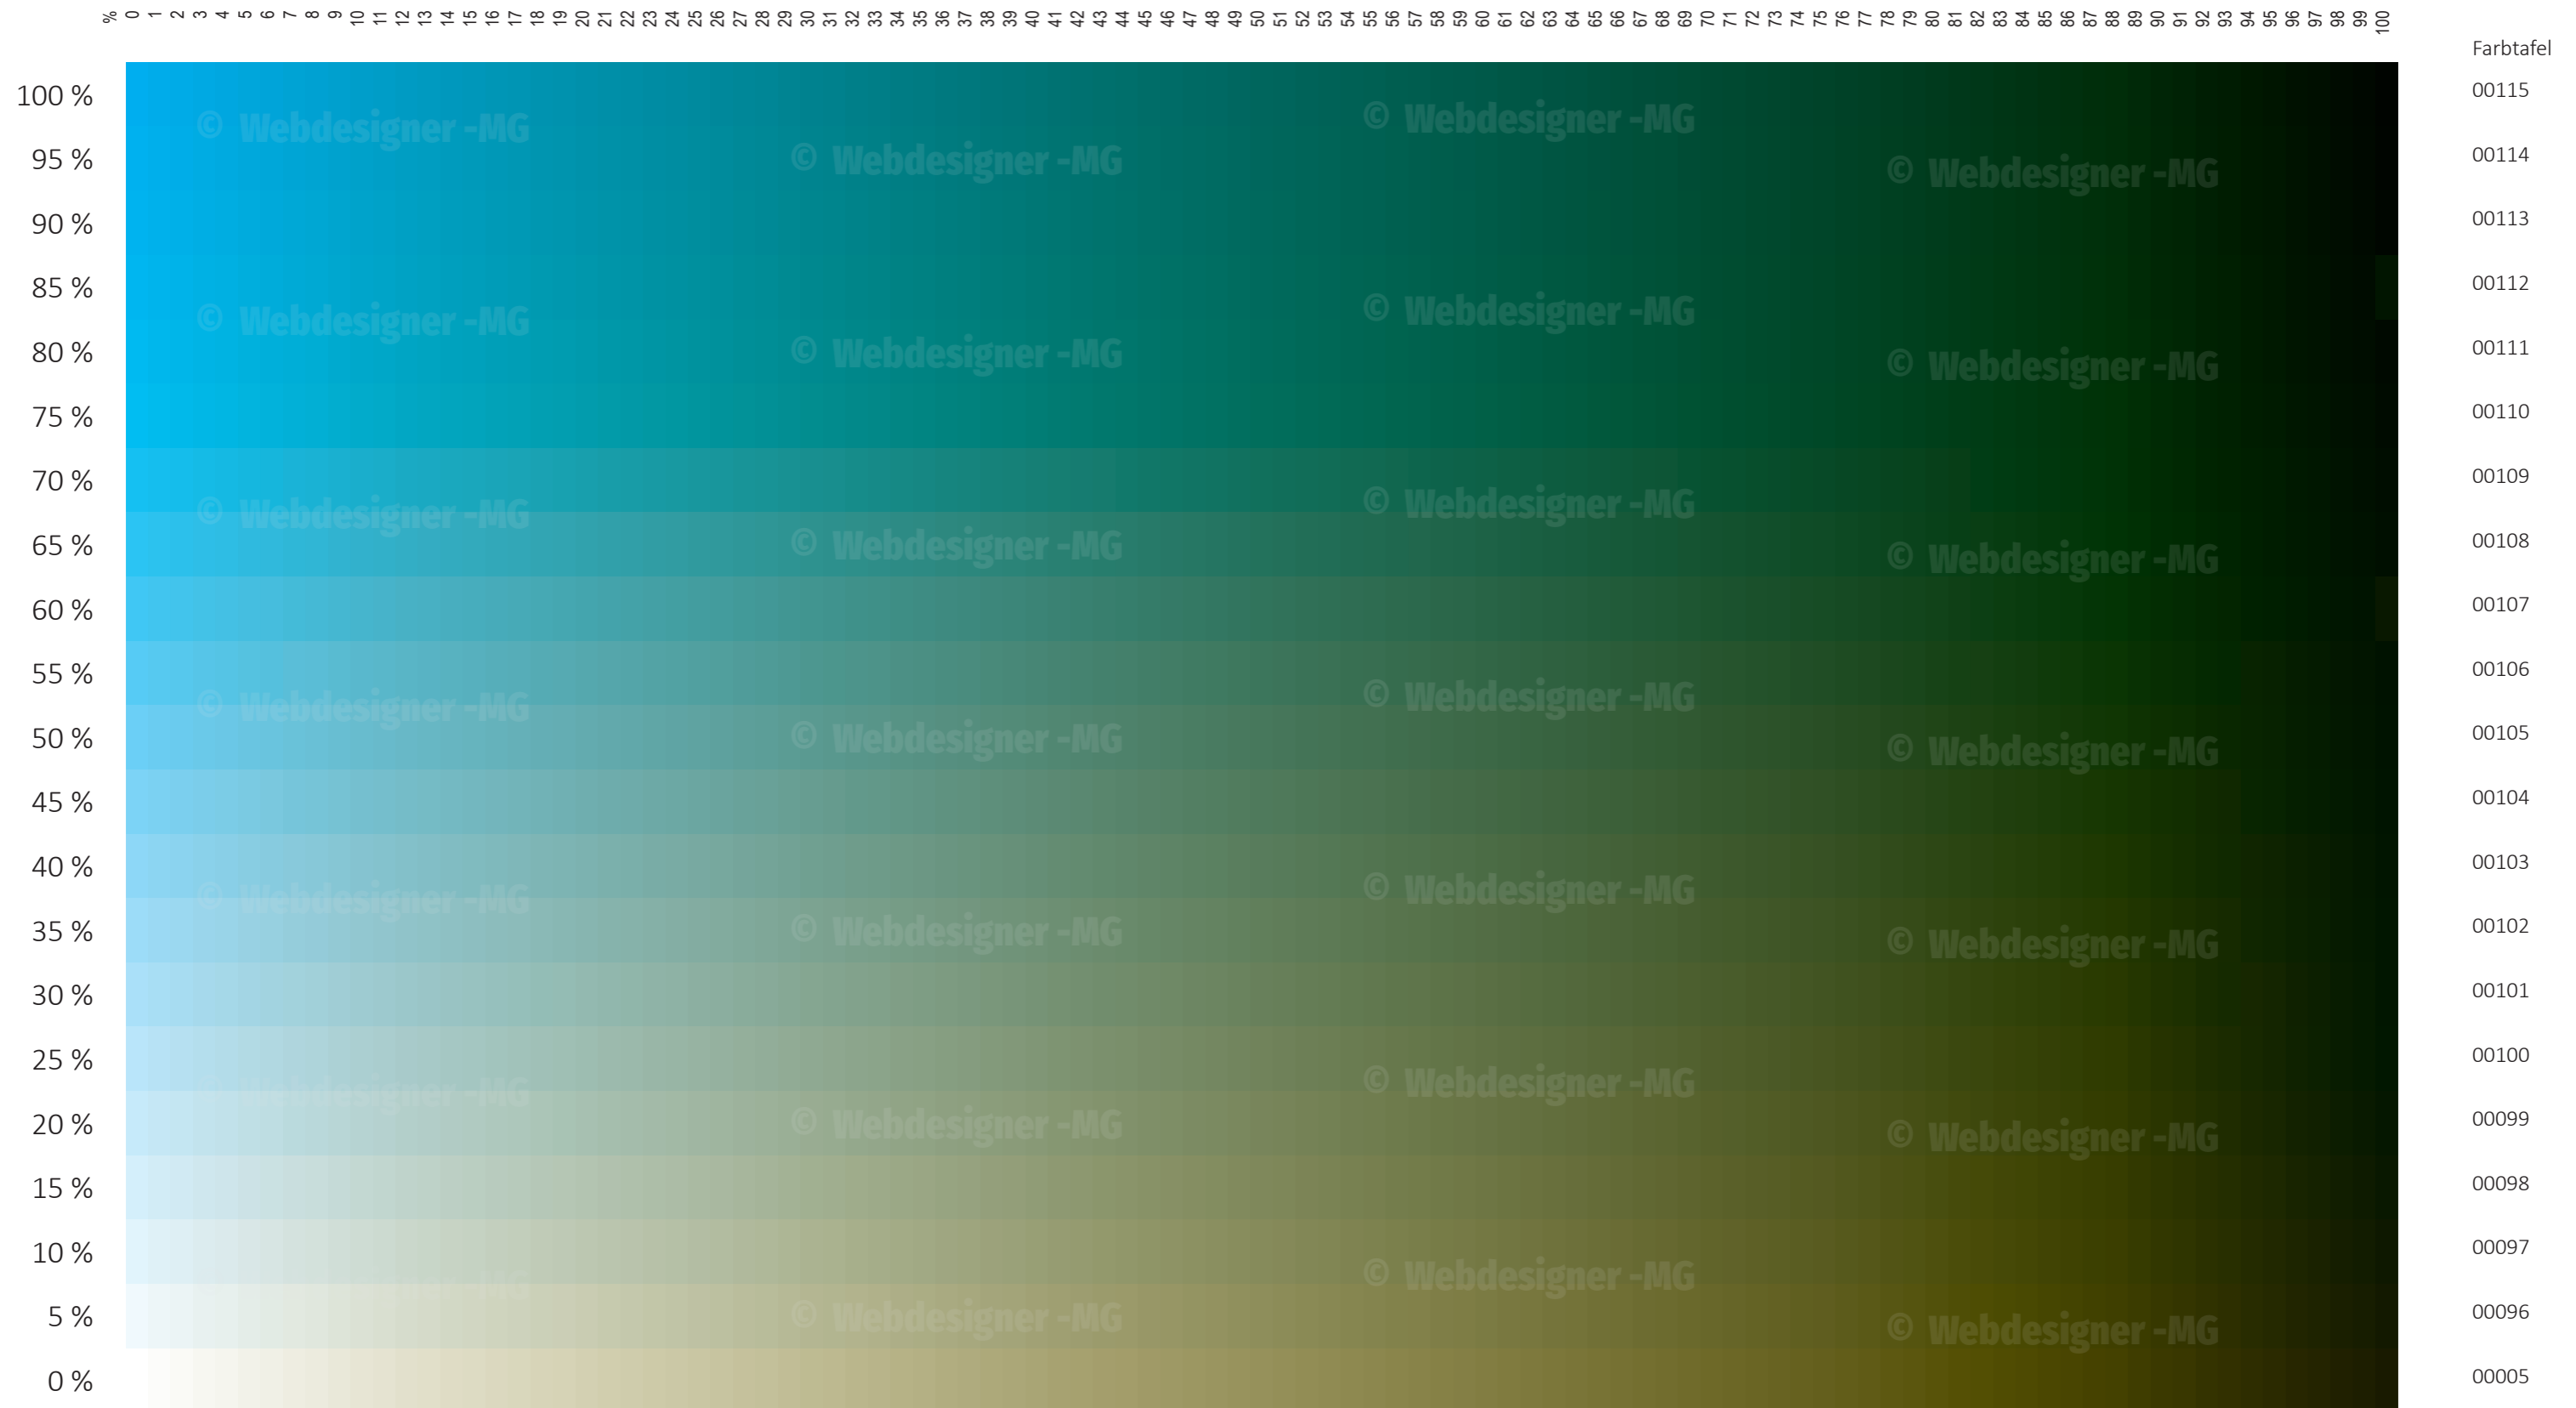 % 0 1 2 3 4 5 6 7 8 9 10 11 12 13 14 15 16 17 18 19 20 21 22 23 24 25 26 27 28 29 30 31 32 33 34 35 36 37 38 39 40 41 42 43 44 45 46 47 48 49 50 51 52 53 54 55 56 57 58 59 60 61 62 63 64 65 66 67 68 69 70 71 72 73 74 75 76 77 78 79 80 81 82 83 84 85 86 87 88 89 90 91 92 93 94 95 96 97 98 99 100
Farbtafel
100 % 00115
© Webdesigner -MG © Webdesigner -MG
95 % © Webdesigner -MG © Webdesigner -MG 00114
90 % 00113
85 % 00112
© Webdesigner -MG © Webdesigner -MG
80 % © Webdesigner -MG © Webdesigner -MG 00111
75 % 00110
70 % 00109
© Webdesigner -MG © Webdesigner -MG
65 % © Webdesigner -MG © Webdesigner -MG 00108
60 % 00107
55 % 00106
© Webdesigner -MG © Webdesigner -MG
50 % © Webdesigner -MG © Webdesigner -MG 00105
45 % 00104
40 % 00103
© Webdesigner -MG © Webdesigner -MG
35 % © Webdesigner -MG © Webdesigner -MG 00102
30 % 00101
25 % 00100
© Webdesigner -MG © Webdesigner -MG
20 % © Webdesigner -MG © Webdesigner -MG 00099
15 % 00098
10 % 00097
© Webdesigner -MG © Webdesigner -MG
5 % © Webdesigner -MG © Webdesigner -MG 00096
0 % 00005